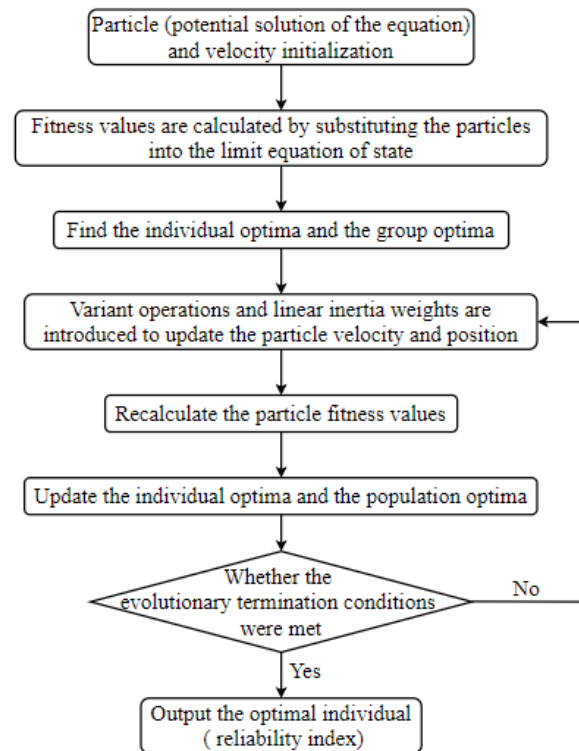 Particle (potential solution of the equation)
and velocity initialization
Fitness values are calculated by substituting the particles
into the limit equation of state
Find the individual optima and the group optima
Variant operations and linear inertia weights are
introduced to update the particle velocity and position
Recalculate the particle fitness values
Update the individual optima and the population optima
Whether the
evolutionary termination conditions
were met
No
Yes
Output the optimal individual
( reliability index)